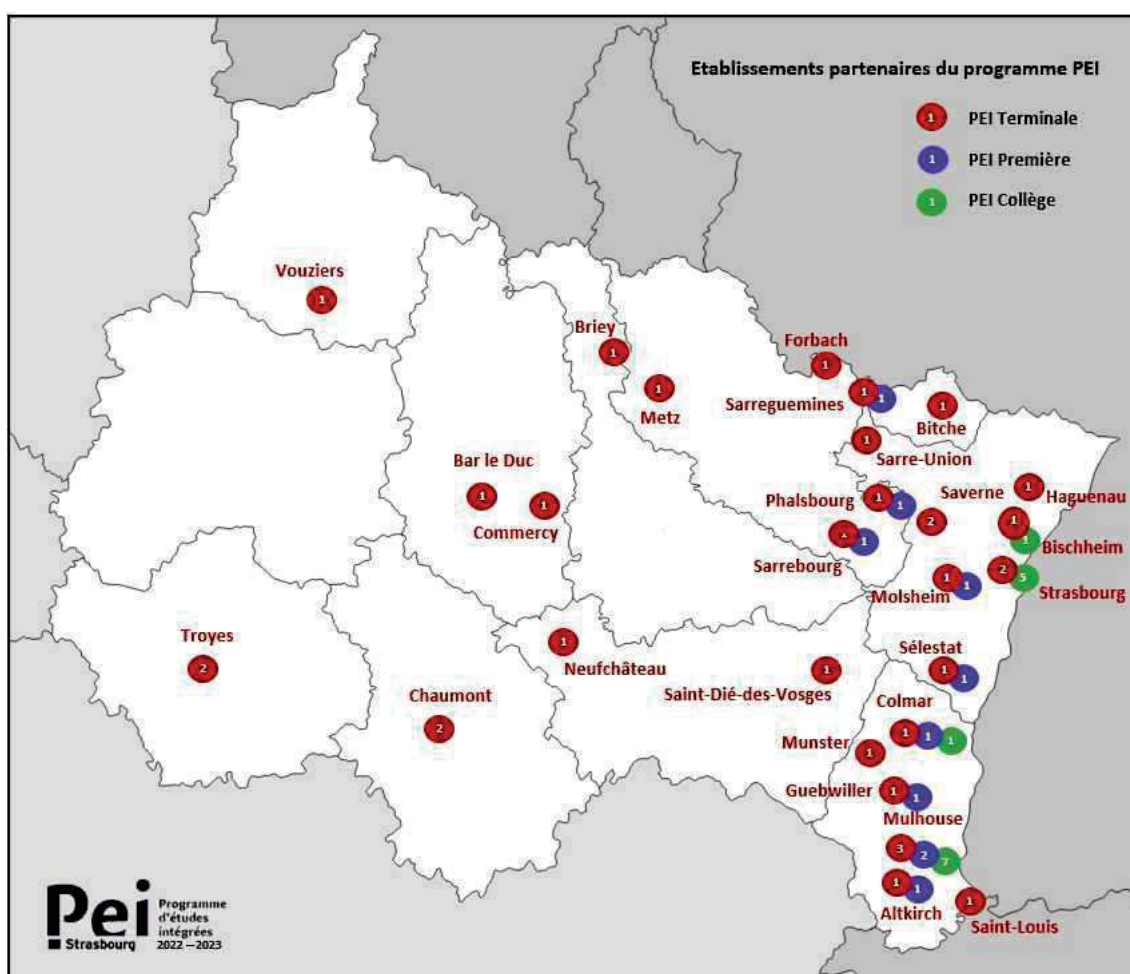 Etablissements partenaires du programme PEI
1 PEI Terminale
1 PEI Première
1 PEI Collège
Vouziers
1
Briey
1
Metz
1
Forbach
1
Sarreguemines
1 1
Bitche
1
1
Sarre-Union
Bar le Duc
1
1
Commercy
Phalsbourg
1 1
Saverne
2
1
Haguenau
1
1
Bischheim
1
Sarrebourg
2
5
Strasbourg
1 1
Molsheim
Troyes
2
1
Neufchâteau
1
Saint-Dié-des-Vosges
Sélestat
1 1
Chaumont
2
Colmar
1 1 1
Munster
1
Guebwiller
1 1
Mulhouse
3 2 7
1 1
Altkirch
1
Saint-Louis
Pei
Strasbourg
Programme
d'études
intégrées
2022—2023